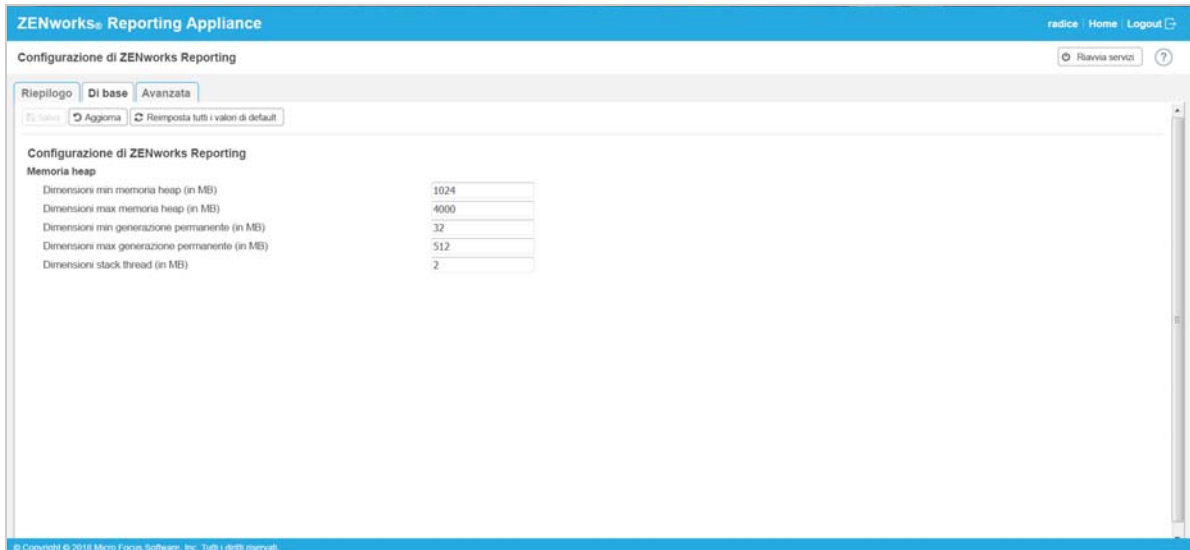 ZENworks® Reporting Appliance
radice Home Logout
Configurazione di ZENworks Reporting
Riavvia servizi ?
Riepilogo Di base Avanzata
Salva Aggiorna Reimposta tutti i valori di default
Configurazione di ZENworks Reporting
Memoria heap
Dimensioni min memoria heap (in MB) 1024
Dimensioni max memoria heap (in MB) 4000
Dimensioni min generazione permanente (in MB) 32
Dimensioni max generazione permanente (in MB) 512
Dimensioni stack thread (in MB) 2
© Copyright © 2018 Micro Focus Software, Inc. Tutti i diritti riservati.